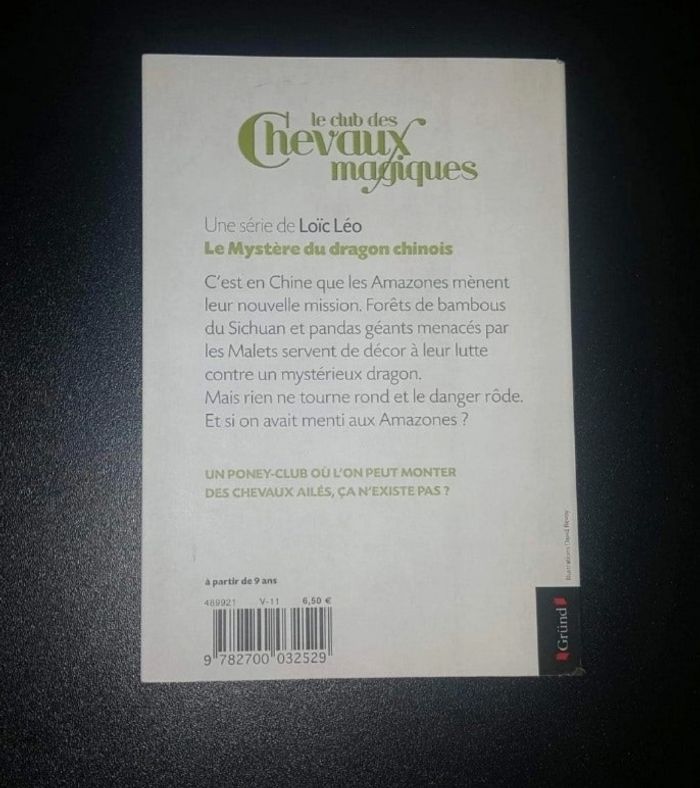 le club des
Chevaux
magiques
Une série de Loïc Léo
Le Mystère du dragon chinois
C'est en Chine que les Amazones mènent
leur nouvelle mission. Forêts de bambous
du Sichuan et pandas géants menacés par
les Malets servent de décor à leur lutte
contre un mystérieux dragon.
Mais rien ne tourne rond et le danger rôde.
Et si on avait menti aux Amazones ?
UN PONEY-CLUB OÙ L'ON PEUT MONTER
DES CHEVAUX AILÉS, ÇA N'EXISTE PAS ?
à partir de 9 ans
489921 V-11 6,50 €
9 782700 032529
Gründ
Illustrations David